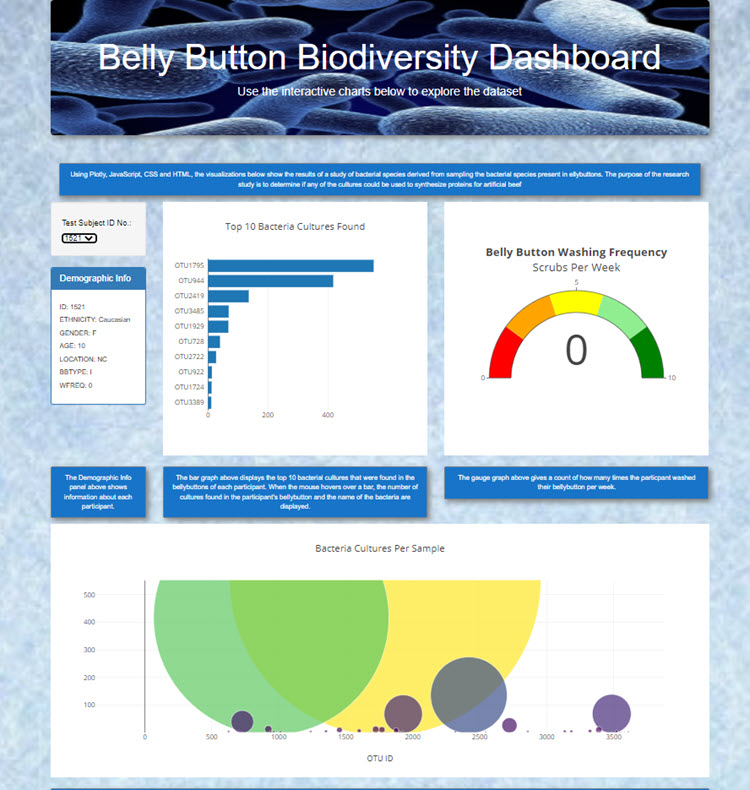 Belly Button Biodiversity Dashboard
Use the interactive charts below to explore the dataset
Using Plotly, JavaScript, CSS and HTML, the visualizations below show the results of a study of bacterial species derived from sampling the bacterial species present in ellybuttons. The purpose of the research
study is to determine if any of the cultures could be used to synthesize proteins for artificial beef
Test Subject ID No.:
1521
Demographic Info
ID: 1521
ETHNICITY: Caucasian
GENDER: F
AGE: 10
LOCATION: NC
BBTYPE: I
WFREQ: 0
Top 10 Bacteria Cultures Found
OTU1795
OTU944
OTU2419
OTU3485
OTU1929
OTU728
OTU2722
OTU922
OTU1724
OTU3389
0 200 400
Belly Button Washing Frequency
Scrubs Per Week
5
0
0 10
The Demographic Info
panel above shows
information about each
participant.
The bar graph above displays the top 10 bacterial cultures that were found in the
bellybuttons of each participant. When the mouse hovers over a bar, the number of
cultures found in the participant's bellybutton and the name of the bacteria are
displayed.
The gauge graph above gives a count of how many times the particpant washed
their bellybutton per week.
Bacteria Cultures Per Sample
500
400
300
200
100
0 500 1000 1500 2000 2500 3000 3500
OTU ID